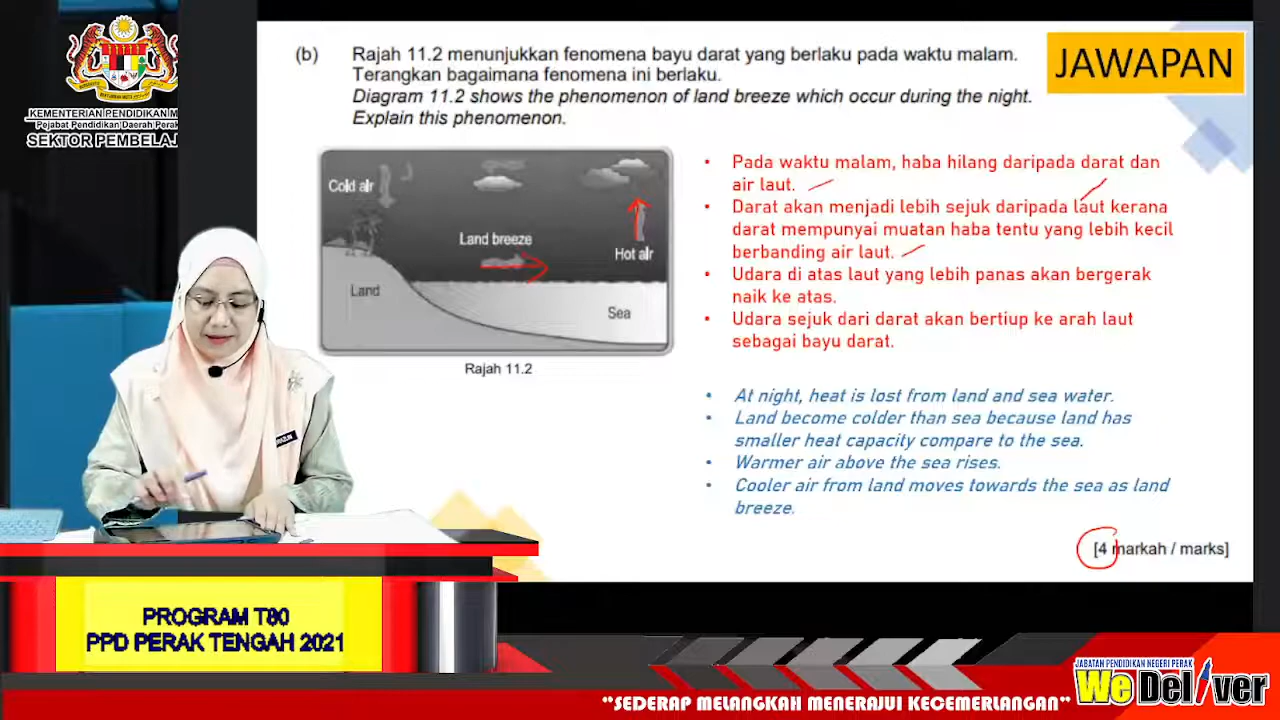 KEMENTERIAN PENDIDIKAN M
Pejabat Pendidikan Daerah Perak
SEKTOR PEMBELAJ
(b) Rajah 11.2 menunjukkan fenomena bayu darat yang berlaku pada waktu malam.
Terangkan bagaimana fenomena ini berlaku.
Diagram 11.2 shows the phenomenon of land breeze which occur during the night.
Explain this phenomenon.
JAWAPAN
Cold air
Land breeze
Hot air
Land
Sea
Rajah 11.2
• Pada waktu malam, haba hilang daripada darat dan
air laut.
• Darat akan menjadi lebih sejuk daripada laut kerana
darat mempunyai muatan haba tentu yang lebih kecil
berbanding air laut.
• Udara di atas laut yang lebih panas akan bergerak
naik ke atas.
• Udara sejuk dari darat akan bertiup ke arah laut
sebagai bayu darat.
• At night, heat is lost from land and sea water.
• Land become colder than sea because land has
smaller heat capacity compare to the sea.
• Warmer air above the sea rises.
• Cooler air from land moves towards the sea as land
breeze.
[4 markah / marks]
PROGRAM T80
PPD PERAK TENGAH 2021
"SEDERAP MELANGKAH MENERAJUI KECEMERLANGAN"
JABATAN PENDIDIKAN NEGERI PERAK
We Deliver